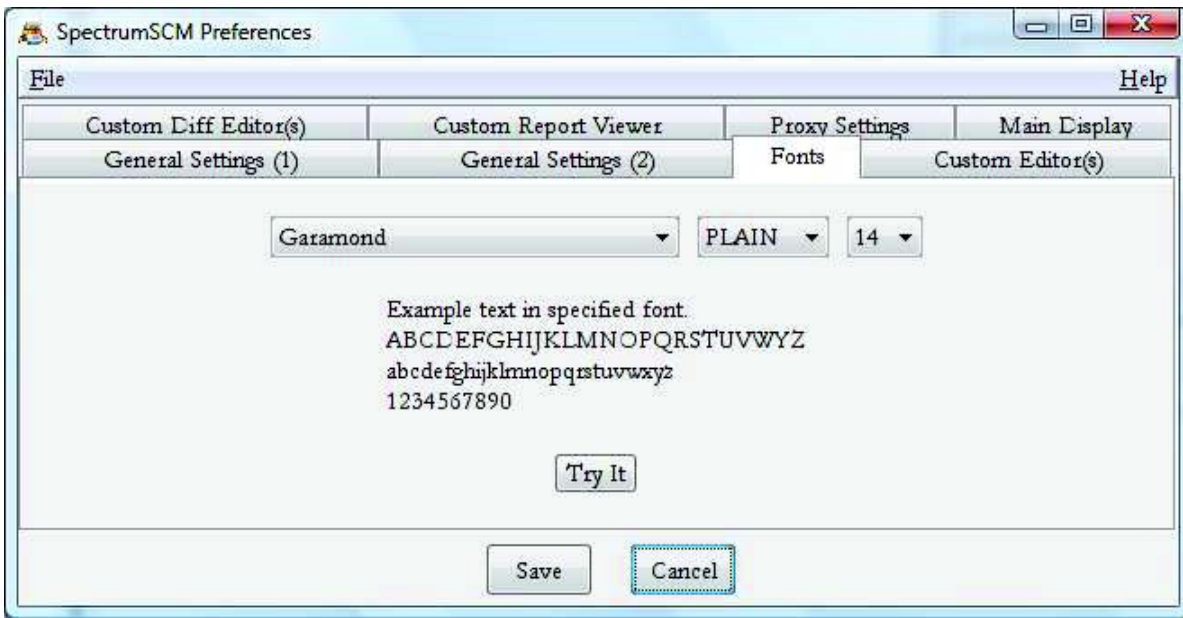 SpectrumSCM Preferences
File Help
Custom Diff Editor(s) Custom Report Viewer Proxy Settings Main Display
General Settings (1) General Settings (2) Fonts Custom Editor(s)
Garamond PLAIN 14
Example text in specified font.
ABCDEFGHIJKLMNOPQRSTUVWYZ
abcdefghijklmnopqrstuvwxyz
1234567890
Try It
Save Cancel